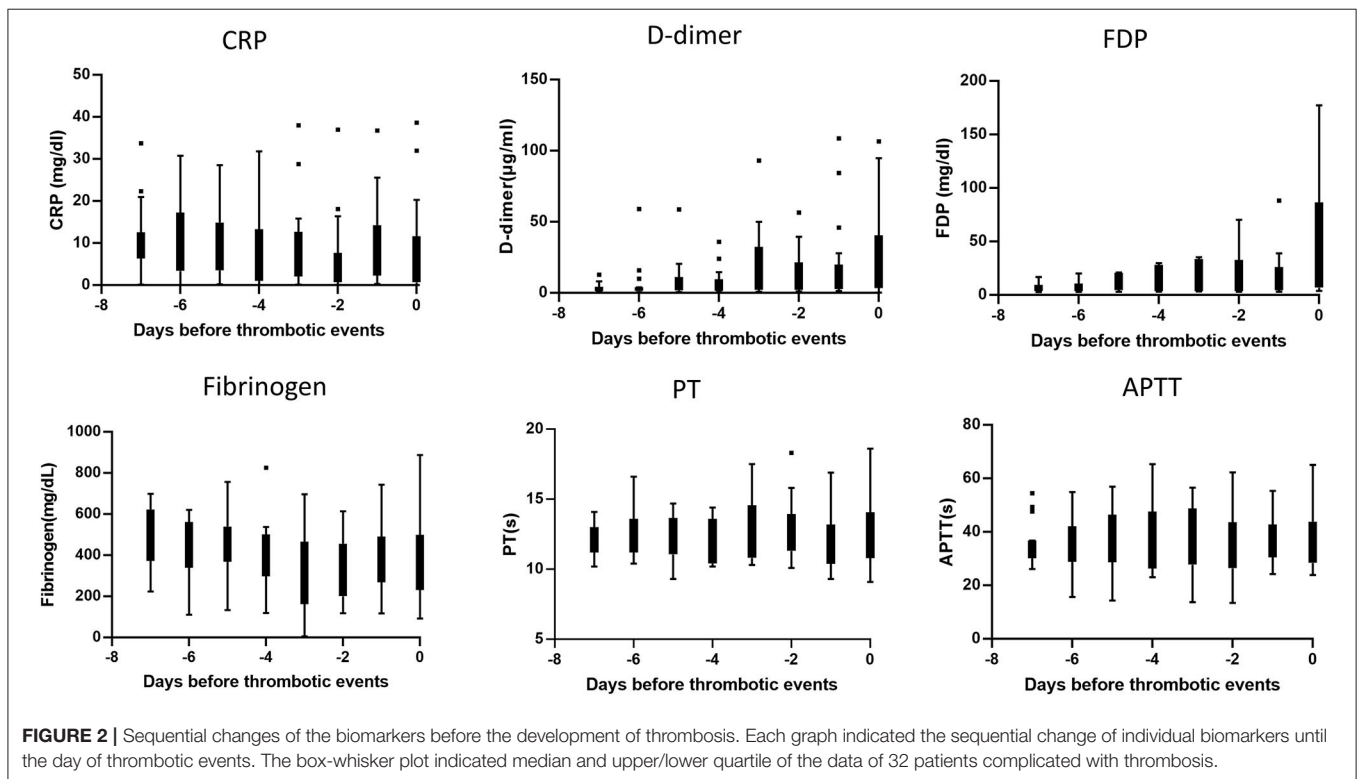 CRP
50
40
30
20
10
0
CRP (mg/dl)
-8 -6 -4 -2 0
Days before thrombotic events
D-dimer
150
100
50
0
D-dimer(µg/ml)
-8 -6 -4 -2 0
Days before thrombotic events
FDP
200
150
100
50
0
FDP (mg/dl)
-8 -6 -4 -2 0
Days before thrombotic events
Fibrinogen
1000
800
600
400
200
0
Fibrinogen(mg/dL)
-8 -6 -4 -2 0
Days before thrombotic events
PT
20
15
10
5
PT(s)
-8 -6 -4 -2 0
Days before thrombotic events
APTT
80
60
40
20
0
APTT(s)
-8 -6 -4 -2 0
Days before thrombotic events
FIGURE 2 | Sequential changes of the biomarkers before the development of thrombosis. Each graph indicated the sequential change of individual biomarkers until
the day of thrombotic events. The box-whisker plot indicated median and upper/lower quartile of the data of 32 patients complicated with thrombosis.